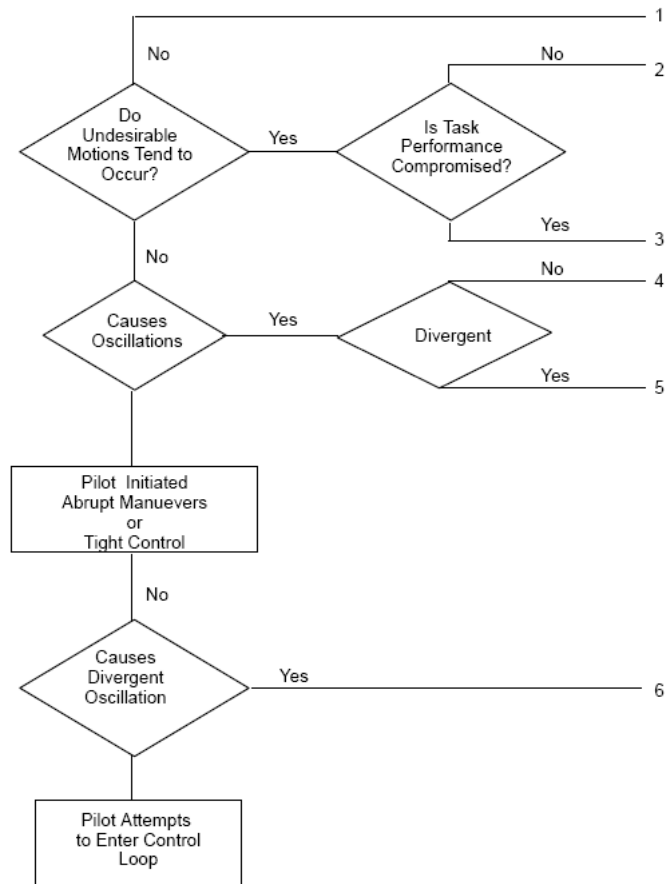 1
No
No
2
Do
Undesirable
Motions Tend to
Occur?
Yes
Is Task
Performance
Compromised?
Yes
3
No
No
4
Causes
Oscillations
Yes
Divergent
Yes
5
Pilot Initiated
Abrupt Manuevers
or
Tight Control
No
Causes
Divergent
Oscillation
Yes
6
Pilot Attempts
to Enter Control
Loop